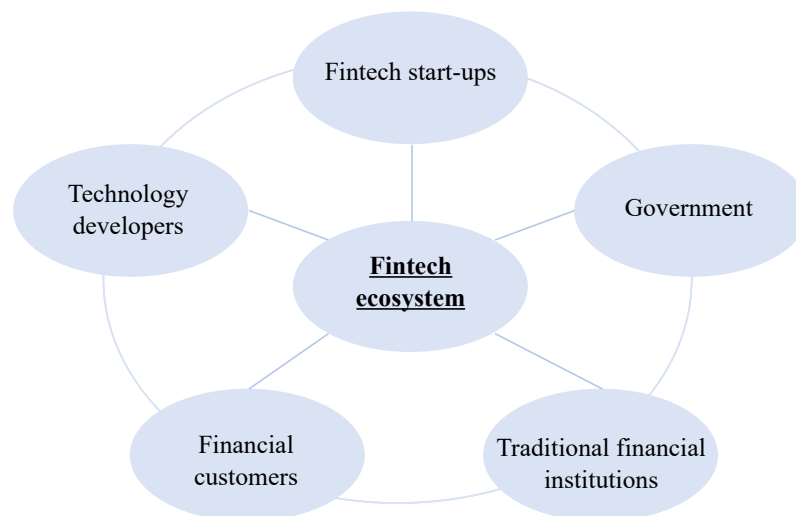 Fintech start-ups
Technology
developers
Government
Fintech
ecosystem
Financial
customers
Traditional financial
institutions